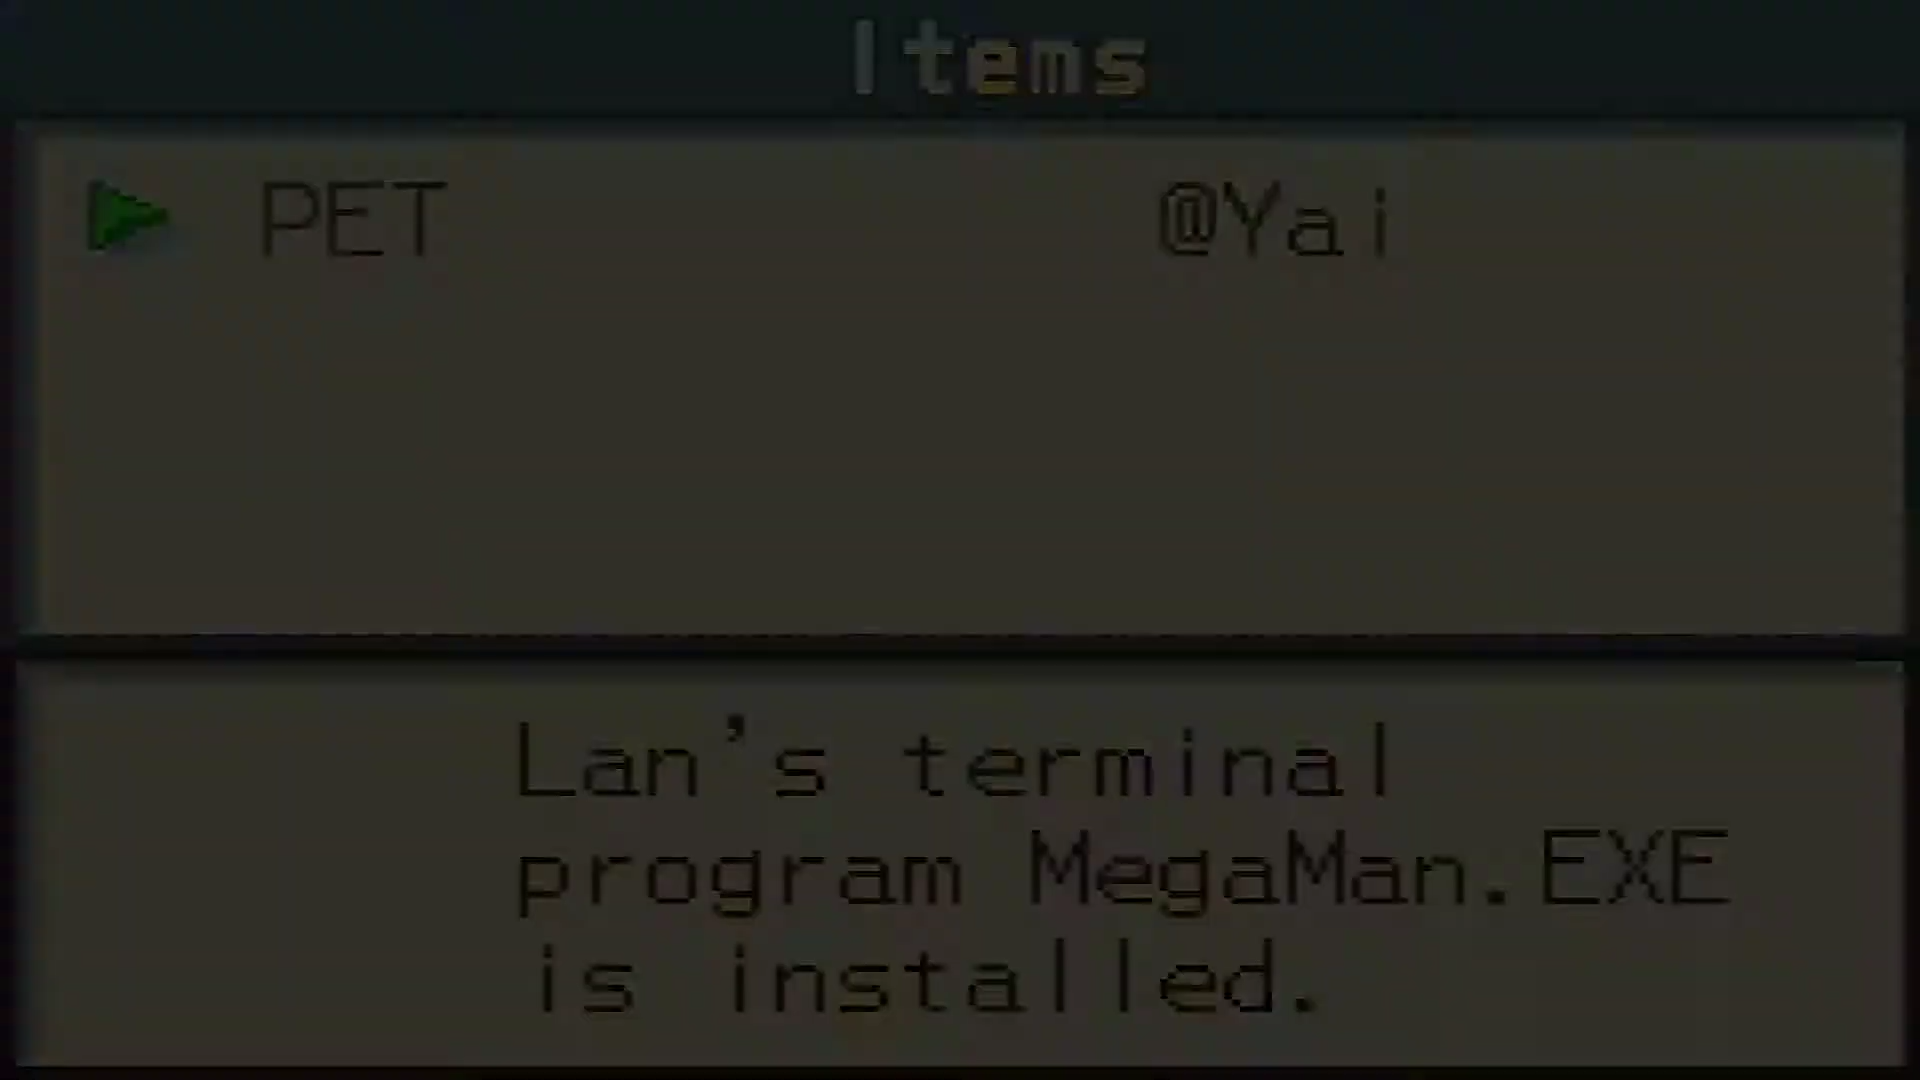 Items
PET @Yai
Lan's terminal
program MegaMan.EXE
is installed.